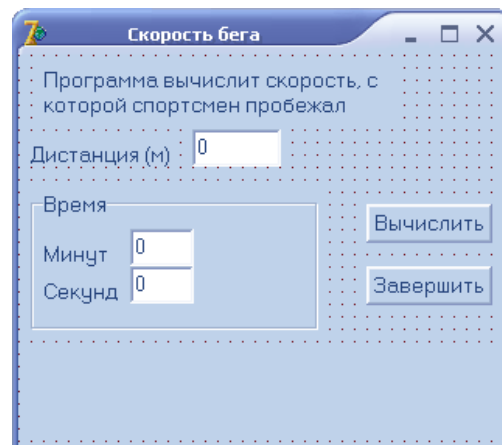 Скорость бега
Программа вычислит скорость, с
которой спортсмен пробежал
Дистанция (м) 0
Время
Минут 0
Секунд 0
Вычислить
Завершить